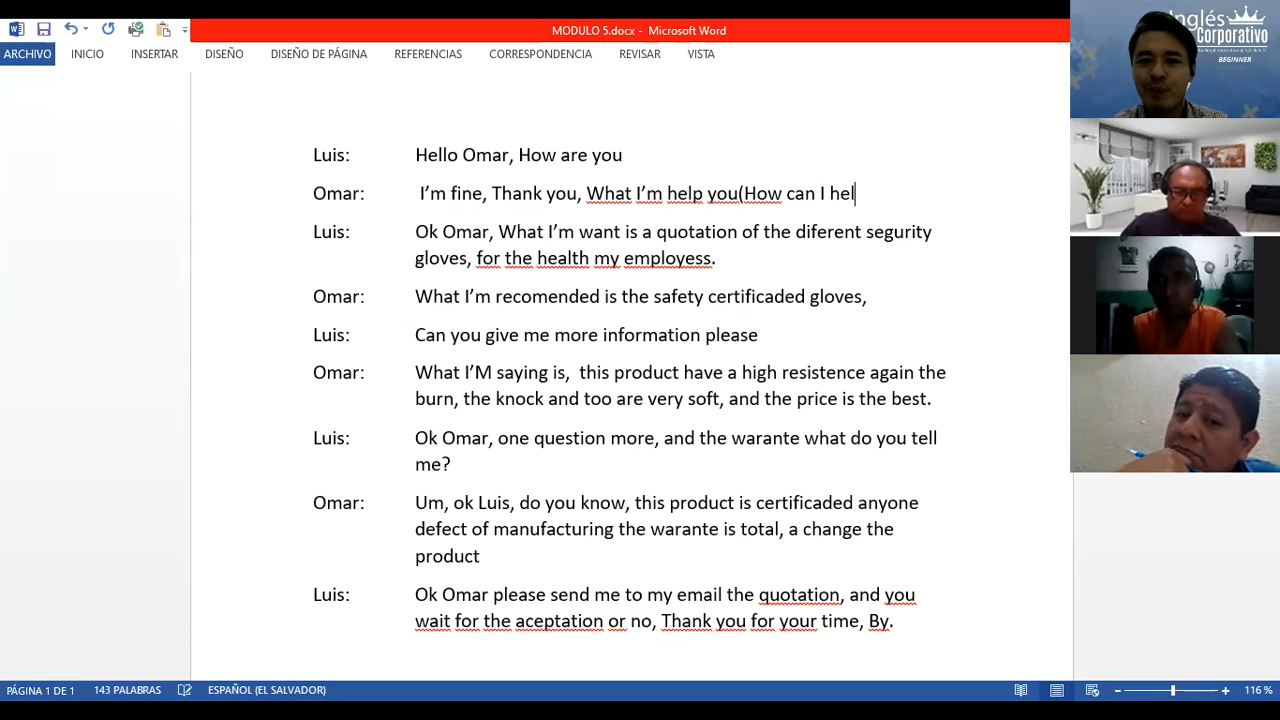 MODULO 5.docx - Microsoft Word
ARCHIVO INICIO INSERTAR DISEÑO DISEÑO DE PÁGINA REFERENCIAS CORRESPONDENCIA REVISAR VISTA
Inglés
Corporativo
BEGINNER
Luis: Hello Omar, How are you
Omar: I’m fine, Thank you, What I’m help you(How can I hel
Luis: Ok Omar, What I’m want is a quotation of the diferent segurity
gloves, for the health my employess.
Omar: What I’m recomended is the safety certificaded gloves,
Luis: Can you give me more information please
Omar: What I’M saying is, this product have a high resistence again the
burn, the knock and too are very soft, and the price is the best.
Luis: Ok Omar, one question more, and the warante what do you tell
me?
Omar: Um, ok Luis, do you know, this product is certificaded anyone
defect of manufacturing the warante is total, a change the
product
Luis: Ok Omar please send me to my email the quotation, and you
wait for the aceptation or no, Thank you for your time, By.
PÁGINA 1 DE 1 143 PALABRAS ESPAÑOL (EL SALVADOR) 116 %